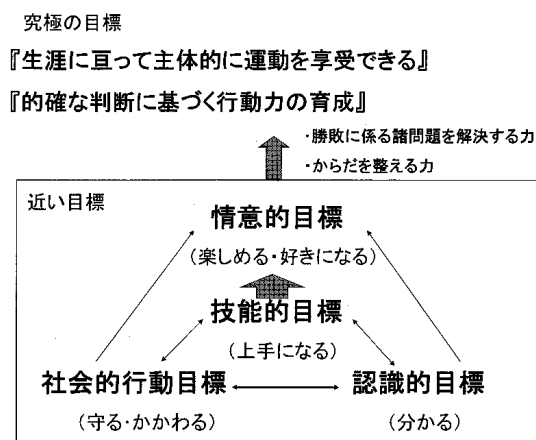 究極の目標
『生涯に亘って主体的に運動を享受できる』
『的確な判断に基づく行動力の育成』
・勝敗に係る諸問題を解決する力
・からだを整える力
近い目標
情意的目標
(楽しめる・好きになる)
技能的目標
(上手になる)
社会的行動目標 認識的目標
(守る・かかわる) (分かる)